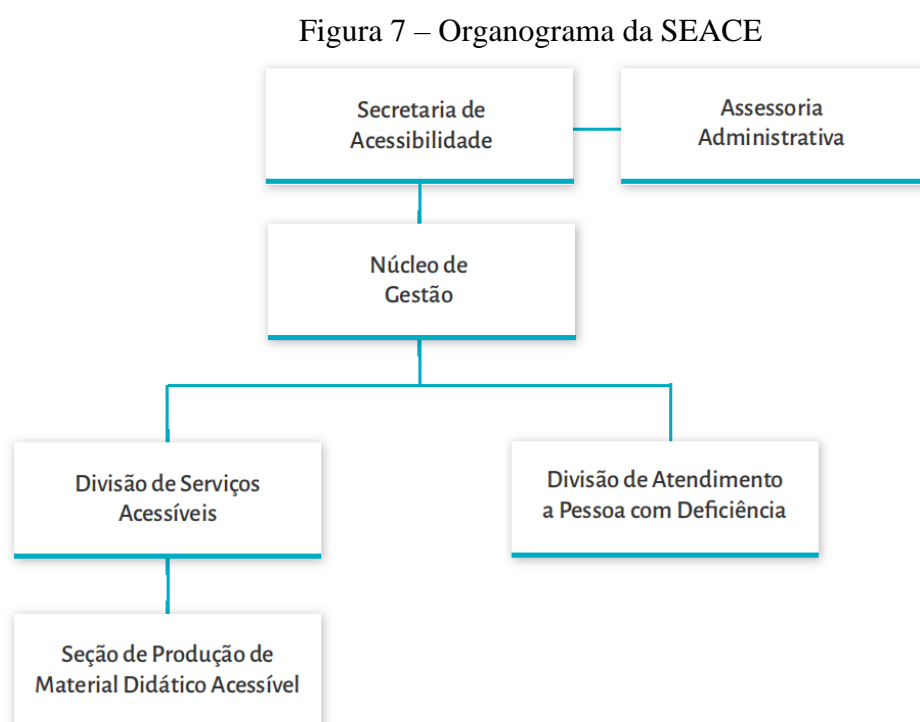 Figura 7 – Organograma da SEACE
Secretaria de
Acessibilidade
Assessoria
Administrativa
Núcleo de
Gestão
Divisão de Serviços
Acessíveis
Divisão de Atendimento
a Pessoa com Deficiência
Seção de Produção de
Material Didático Acessível